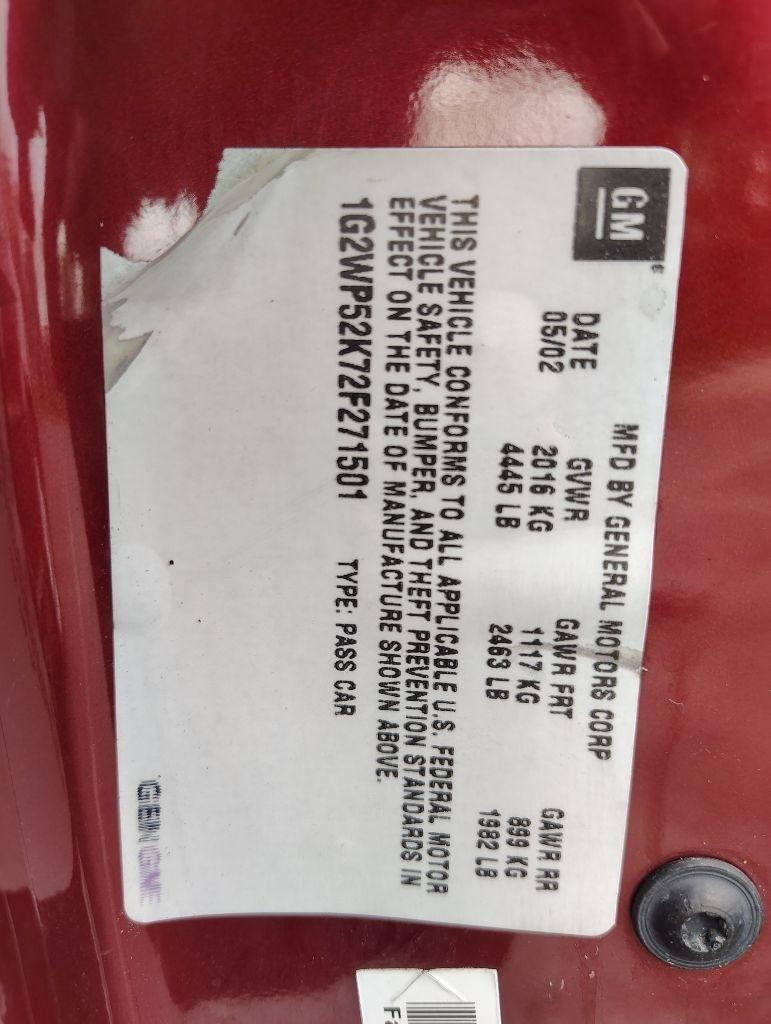 GM
MFD BY GENERAL MOTORS CORP
DATE GVWR GAWR FRT GAWR RR
05/02 2016 KG 1117 KG 899 KG
4445 LB 2463 LB 1982 LB
THIS VEHICLE CONFORMS TO ALL APPLICABLE U.S. FEDERAL MOTOR
VEHICLE SAFETY, BUMPER, AND THEFT PREVENTION STANDARDS IN
EFFECT ON THE DATE OF MANUFACTURE SHOWN ABOVE.
1G2WP52K72F271501 TYPE: PASS CAR